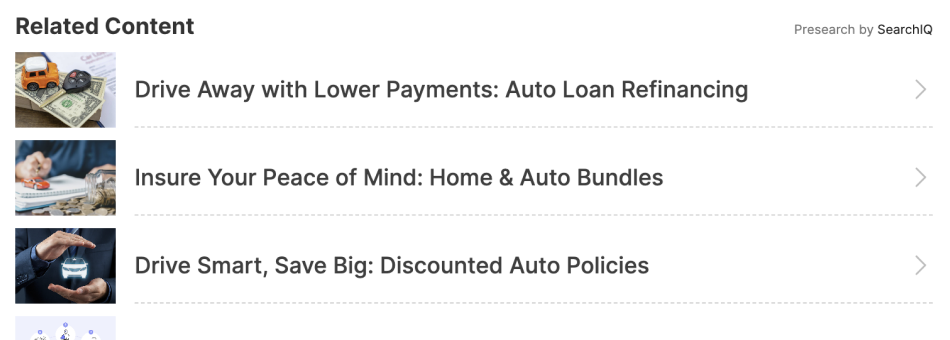 Related Content
Presearch by SearchIQ
Drive Away with Lower Payments: Auto Loan Refinancing
Insure Your Peace of Mind: Home & Auto Bundles
Drive Smart, Save Big: Discounted Auto Policies